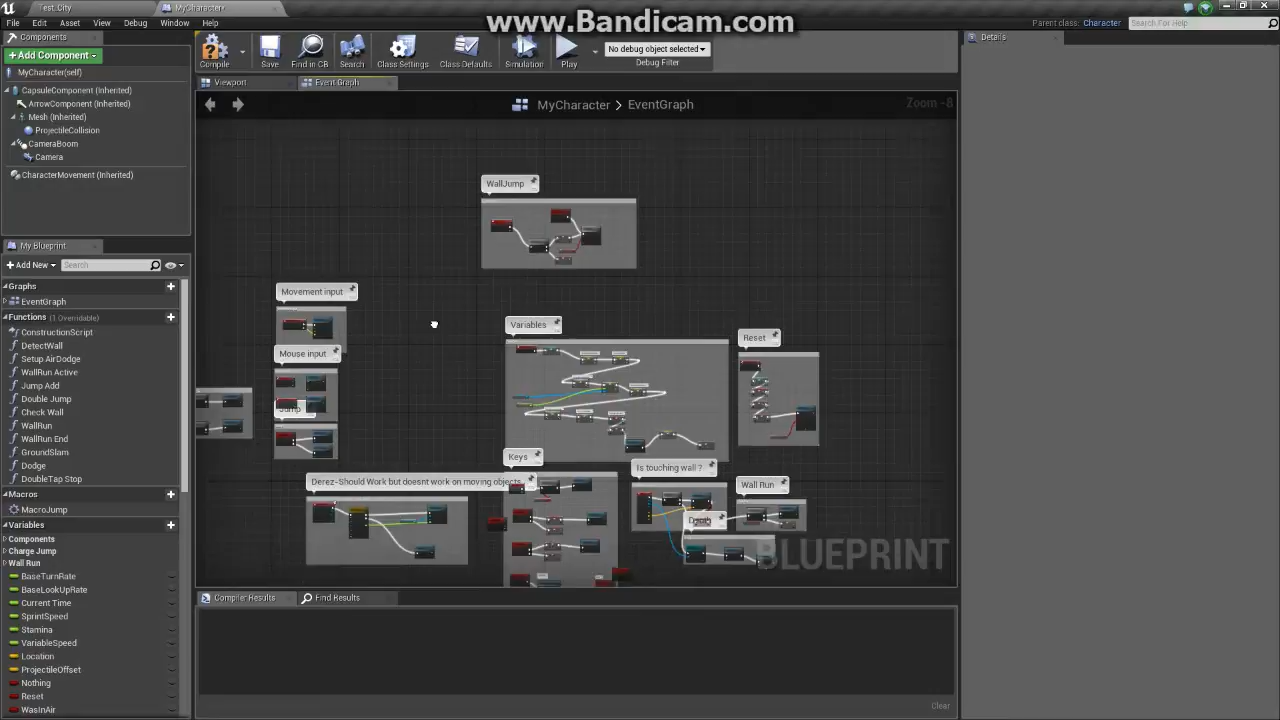 www.Bandicam.com
Test.City
MyCharacter*
File Edit Asset View Debug Window Help
Parent class: Character
Search For Help
Components
+Add Component
MyCharacter(self)
CapsuleComponent (Inherited)
ArrowComponent (Inherited)
Mesh (Inherited)
ProjectileCollision
CameraBoom
Camera
CharacterMovement (Inherited)
Compile
Save
Find in CB
Search
Class Settings
Class Defaults
Simulation
Play
No debug object selected
Debug Filter
Details
Viewport
Event Graph
MyCharacter > EventGraph
Zoom -8
WallJump
Movement input
Mouse input
Jump
Variables
Reset
Keys
Is touching wall ?
Wall Run
Derez-Should Work but doesnt work on moving objects
Death
BLUEPRINT
My Blueprint
+Add New
Search
Graphs
EventGraph
Functions (1 Overridable)
ConstructionScript
DetectWall
Setup AirDodge
WallRun Active
Jump Add
Double Jump
Check Wall
WallRun
WallRun End
GroundSlam
Dodge
DoubleTap Stop
Macros
MacroJump
Variables
Components
Charge Jump
Wall Run
BaseTurnRate
BaseLookUpRate
Current Time
SprintSpeed
Stamina
VariableSpeed
Location
ProjectileOffset
Nothing
Reset
WasInAir
Compiler Results
Find Results
Clear